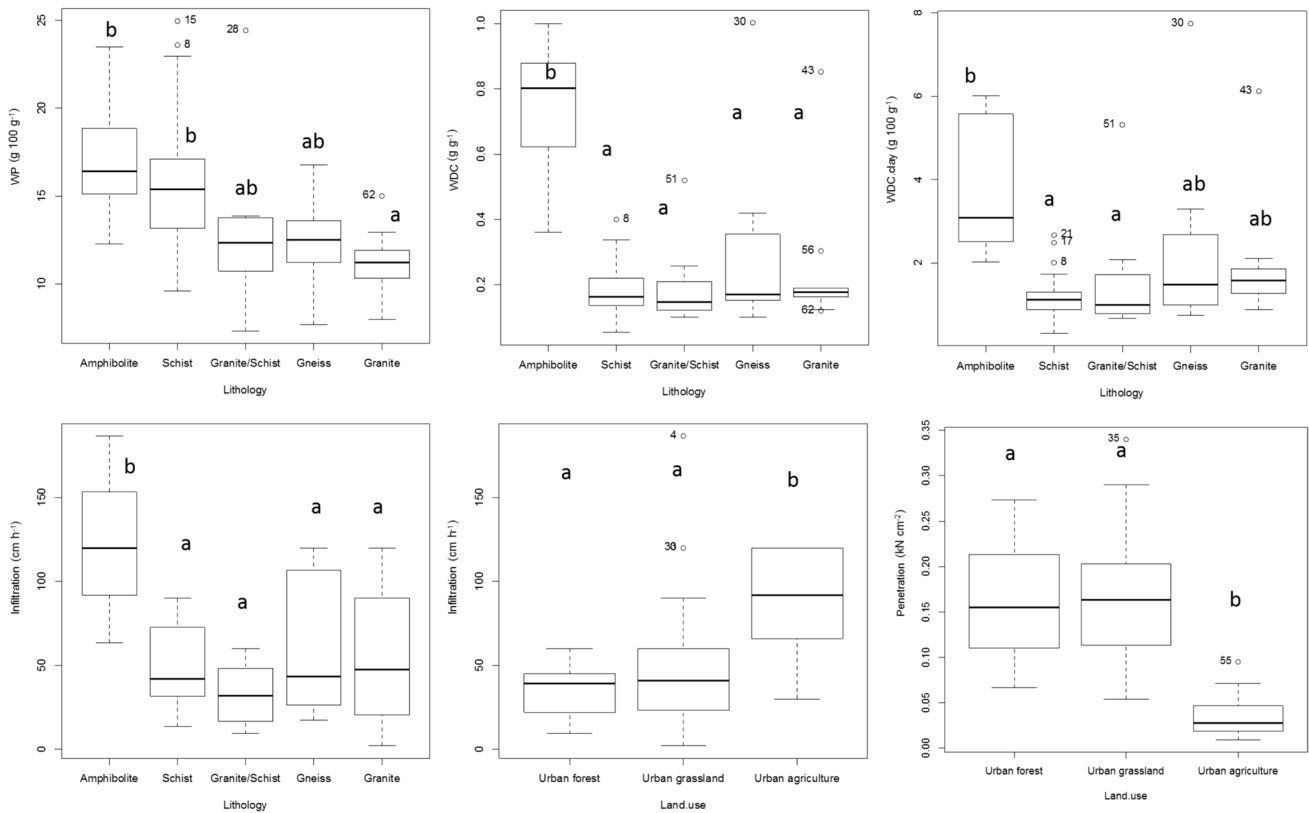 WP (g 100 g⁻¹)
25
20
15
10
b
15
8
28
b
ab
ab
62
a
Amphibolite Schist Granite/Schist Gneiss Granite
Lithology
WDC (g g⁻¹)
1.0
0.8
0.6
0.4
0.2
b
30
43
a
a
a
51
a
8
56
62
Amphibolite Schist Granite/Schist Gneiss Granite
Lithology
WDC.clay (g 100 g⁻¹)
8
6
4
2
30
b
43
51
a
a
ab
ab
21
17
8
Amphibolite Schist Granite/Schist Gneiss Granite
Lithology
Infiltration (cm h⁻¹)
150
100
50
0
b
a
a
a
a
Amphibolite Schist Granite/Schist Gneiss Granite
Lithology
Infiltration (cm h⁻¹)
150
100
50
0
4
a
a
b
Urban forest Urban grassland Urban agriculture
Land.use
Penetration (kN cm⁻²)
0.35
0.30
0.25
0.20
0.15
0.10
0.05
0.00
35
a
a
b
55
Urban forest Urban grassland Urban agriculture
Land.use